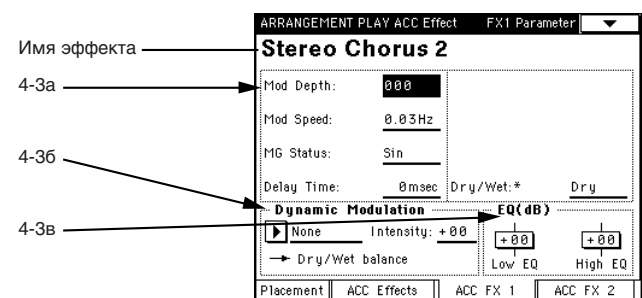 ARRANGEMENT PLAY ACC Effect FX1 Parameter
Имя эффекта
Stereo Chorus 2
4-3а
Mod Depth: 000
Mod Speed: 0.03Hz
4-3б
MG Status: Sin
Delay Time: 0msec Dry/Wet:* Dry
Dynamic Modulation EQ(dB)
4-3в
None Intensity: +00 +00 +00
Dry/Wet balance Low EQ High EQ
Placement ACC Effects ACC FX 1 ACC FX 2